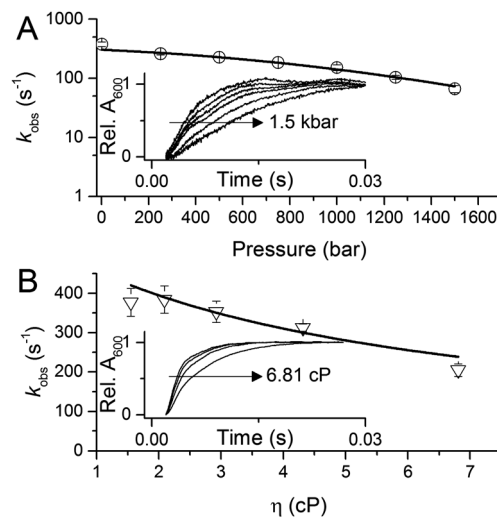 A
1000
100
10
1
k_obs (s⁻¹)
Rel. A₆₀₀
1
0
1.5 kbar
0.00
0.03
Time (s)
0 200 400 600 800 1000 1200 1400 1600
Pressure (bar)
B
400
300
200
100
0
k_obs (s⁻¹)
Rel. A₆₀₀
1
0
6.81 cP
0.00
0.03
Time (s)
1 2 3 4 5 6 7
η (cP)